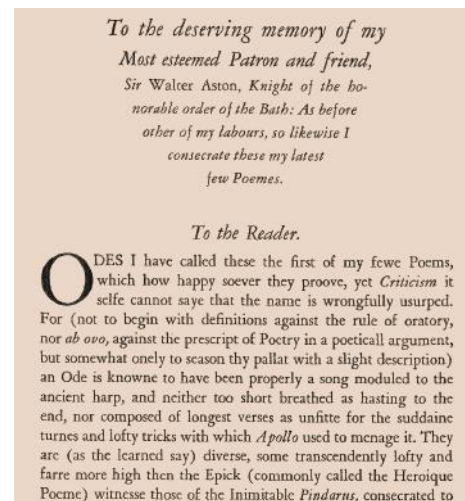 To the deserving memory of my
Most esteemed Patron and friend,
Sir Walter Aston, Knight of the ho-
norable order of the Bath: As before
other of my labours, so likewise I
consecrate these my latest
few Poemes.
To the Reader.
ODES I have called these the first of my fewe Poems,
which how happy soever they proove, yet Criticism it
selfe cannot saye that the name is wrongfully usurped.
For (not to begin with definitions against the rule of oratory,
nor ab ovo, against the prescript of Poetry in a poeticall argument,
but somewhat onely to season thy pallat with a slight description)
an Ode is knowne to have been properly a song moduled to the
ancient harp, and neither too short breathed as hasting to the
end, nor composed of longest verses as unfitte for the suddaine
turnes and lofty tricks with which Apollo used to menage it. They
are (as the learned say) diverse, some transcendently lofty and
farre more high then the Epick (commonly called the Heroique
Poeme) witnesse those of the Inimitable Pindarus, consecrated to